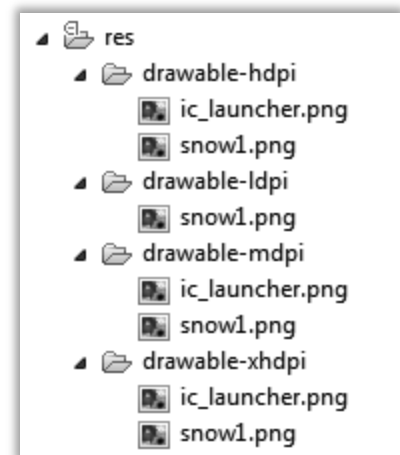 res
drawable-hdpi
ic_launcher.png
snow1.png
drawable-ldpi
snow1.png
drawable-mdpi
ic_launcher.png
snow1.png
drawable-xhdpi
ic_launcher.png
snow1.png